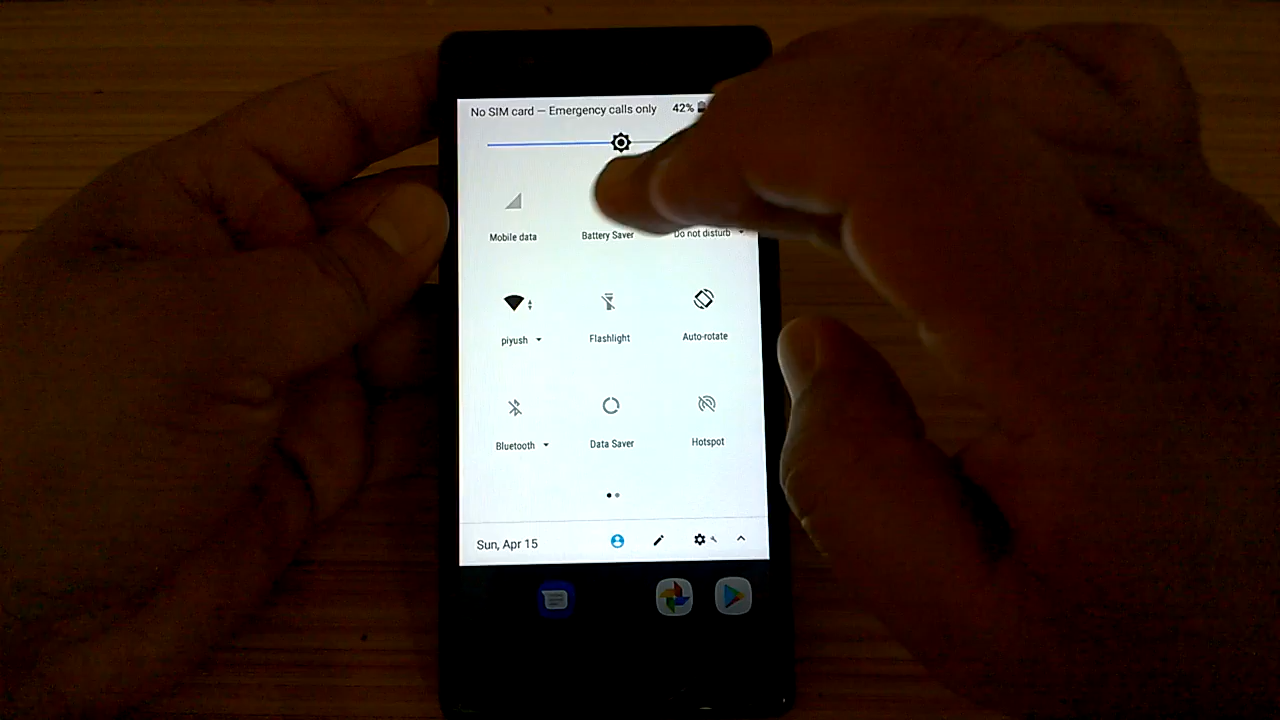 No SIM card — Emergency calls only 42%
Mobile data Battery Saver Do not disturb
piyush Flashlight Auto-rotate
Bluetooth Data Saver Hotspot
Sun, Apr 15